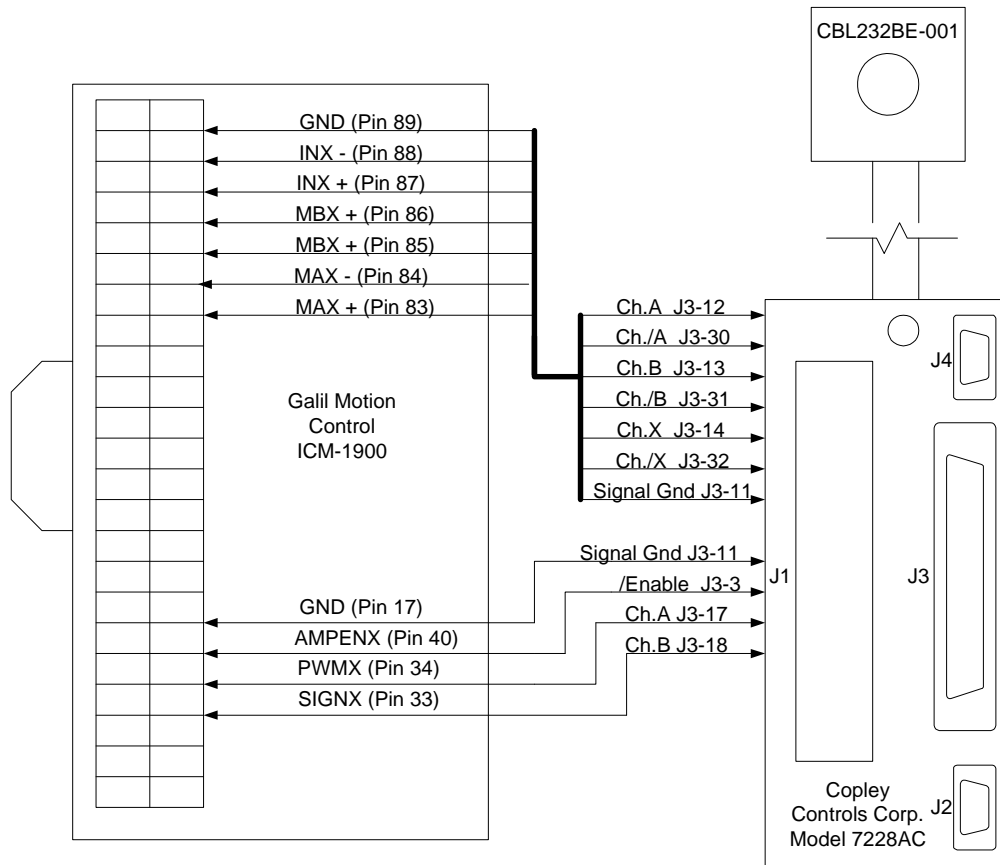 CBL232BE-001
GND (Pin 89)
INX - (Pin 88)
INX + (Pin 87)
MBX + (Pin 86)
MBX + (Pin 85)
MAX - (Pin 84)
MAX + (Pin 83)
Galil Motion
Control
ICM-1900
GND (Pin 17)
AMPENX (Pin 40)
PWMX (Pin 34)
SIGNX (Pin 33)
Ch.A J3-12
Ch./A J3-30
Ch.B J3-13
Ch./B J3-31
Ch.X J3-14
Ch./X J3-32
Signal Gnd J3-11
Signal Gnd J3-11
/Enable J3-3
Ch.A J3-17
Ch.B J3-18
J1
J4
J3
J2
Copley
Controls Corp.
Model 7228AC